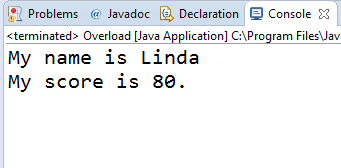 Problems @ Javadoc Declaration Console
<terminated> Overload [Java Application] C:\Program Files\Jav
My name is Linda
My score is 80.